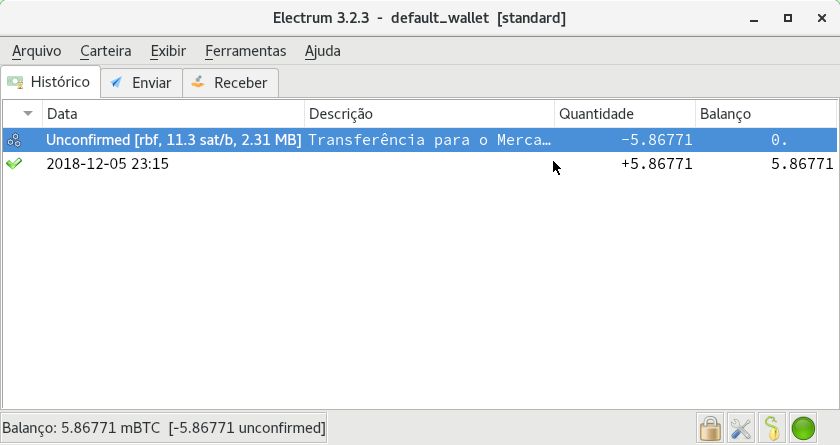 Electrum 3.2.3 - default_wallet [standard]
Arquivo Carteira Exibir Ferramentas Ajuda
Histórico Enviar Receber
Data Descrição Quantidade Balanço
Unconfirmed [rbf, 11.3 sat/b, 2.31 MB] Transferência para o Merca… -5.86771 0.
2018-12-05 23:15 +5.86771 5.86771
Balanço: 5.86771 mBTC [-5.86771 unconfirmed]